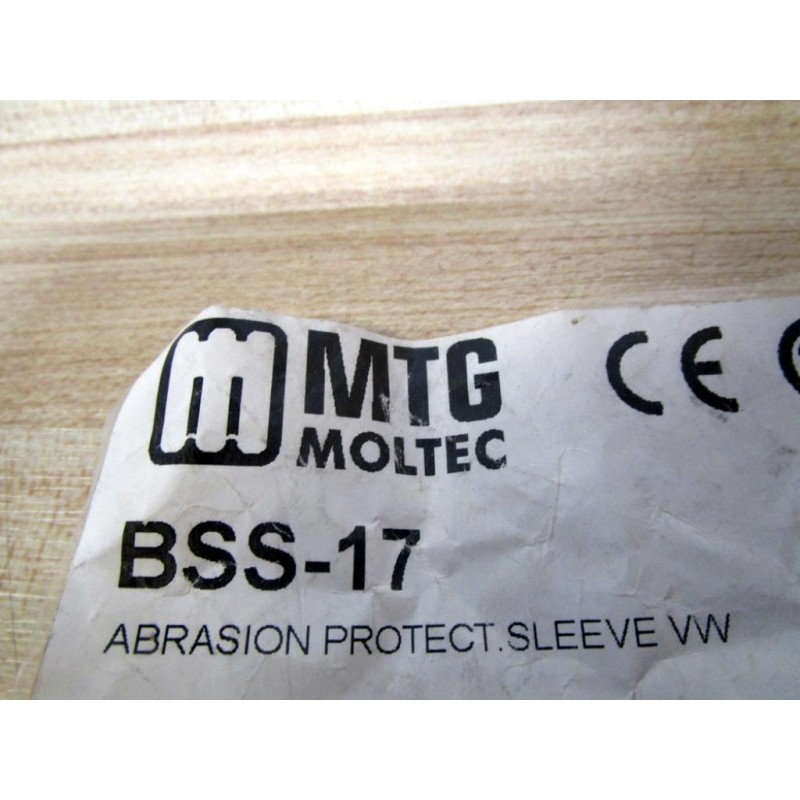 MTG CE
MOLTEC
BSS-17
ABRASION PROTECT.SLEEVE VW